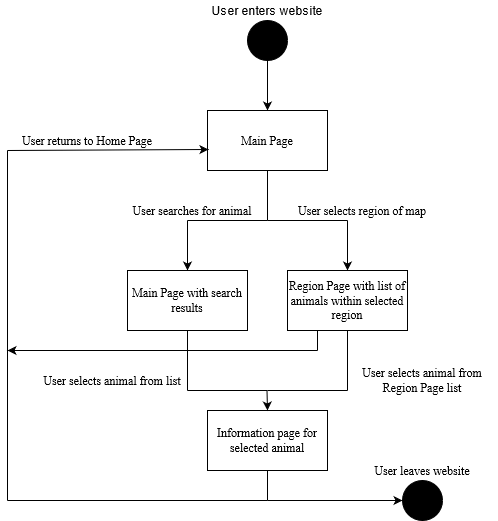 User enters website
User returns to Home Page
Main Page
User searches for animal
User selects region of map
Main Page with search
results
Region Page with list of
animals within selected
region
User selects animal from list
User selects animal from
Region Page list
Information page for
selected animal
User leaves website